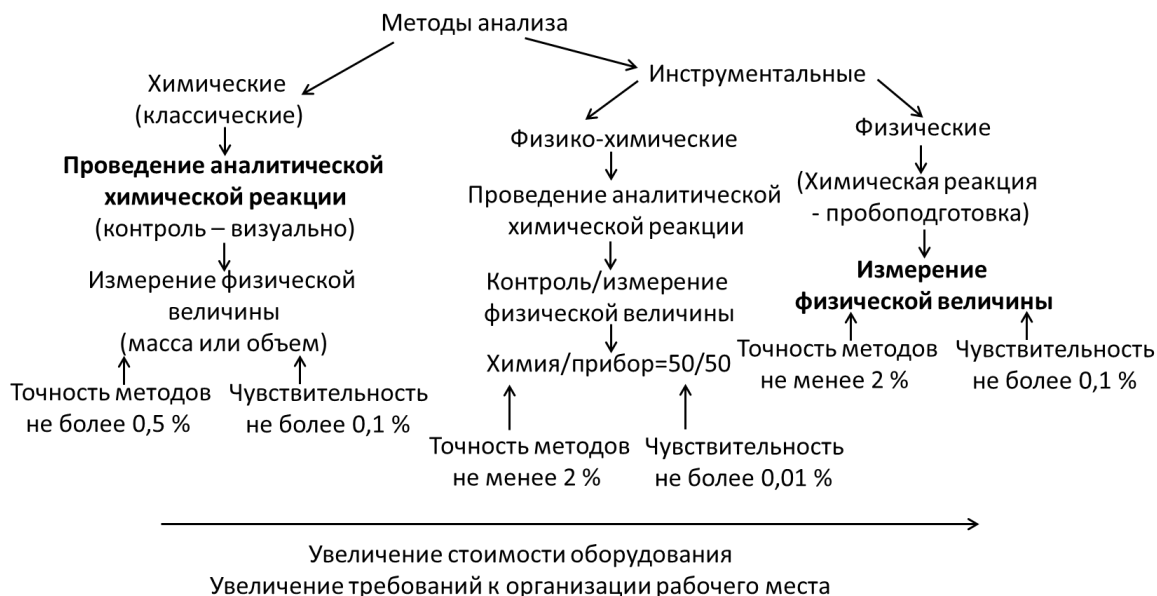 Методы анализа
Химические
(классические)
Проведение аналитической
химической реакции
(контроль – визуально)
Измерение физической
величины
(масса или объем)
Точность методов
не более 0,5 %
Чувствительность
не более 0,1 %
Инструментальные
Физико-химические
Проведение аналитической
химической реакции
Контроль/измерение
физической величины
Химия/прибор=50/50
Точность методов
не менее 2 %
Чувствительность
не более 0,01 %
Физические
(Химическая реакция
- пробоподготовка)
Измерение
физической величины
Точность методов
не менее 2 %
Чувствительность
не более 0,1 %
Увеличение стоимости оборудования
Увеличение требований к организации рабочего места